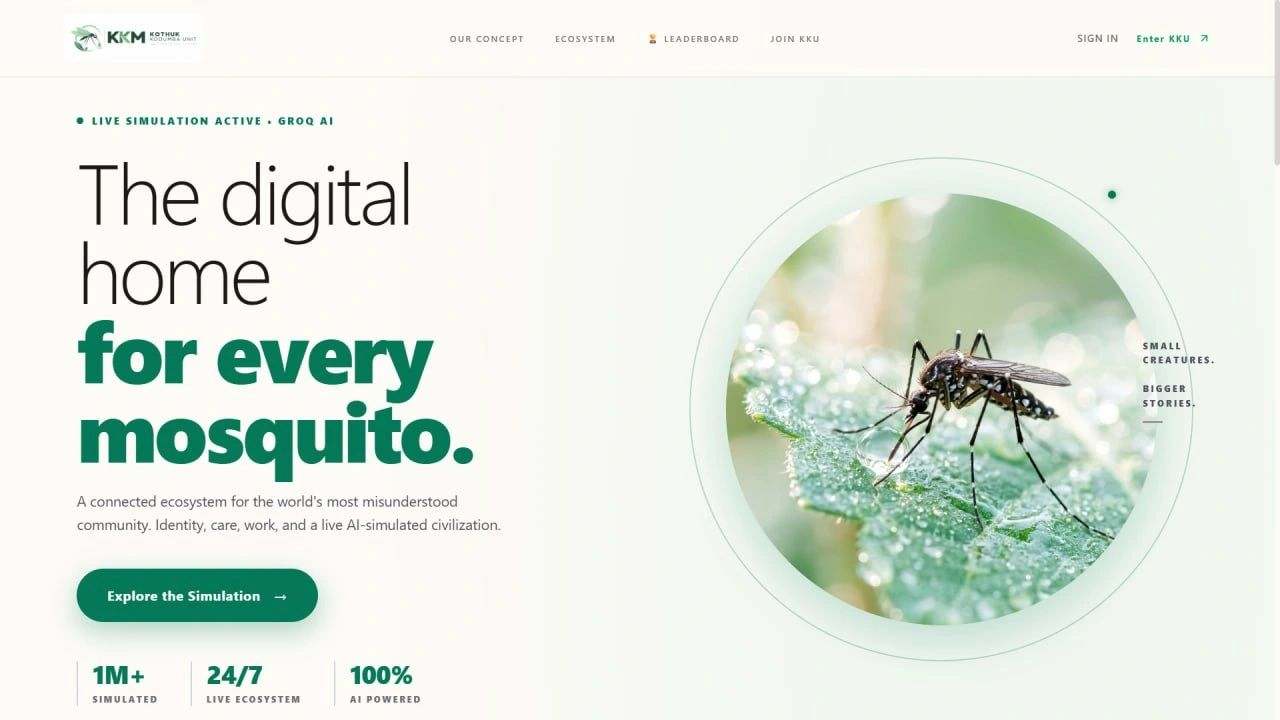 KKM KOTHUK
KUDUMBA UNIT
OUR CONCEPT
ECOSYSTEM
🏆 LEADERBOARD
JOIN KKU
SIGN IN
Enter KKU ↗
LIVE SIMULATION ACTIVE • GROQ AI
The digital
home
for every
mosquito.
A connected ecosystem for the world's most misunderstood
community. Identity, care, work, and a live AI-simulated civilization.
Explore the Simulation →
1M+
SIMULATED
24/7
LIVE ECOSYSTEM
100%
AI POWERED
SMALL
CREATURES.
BIGGER
STORIES.